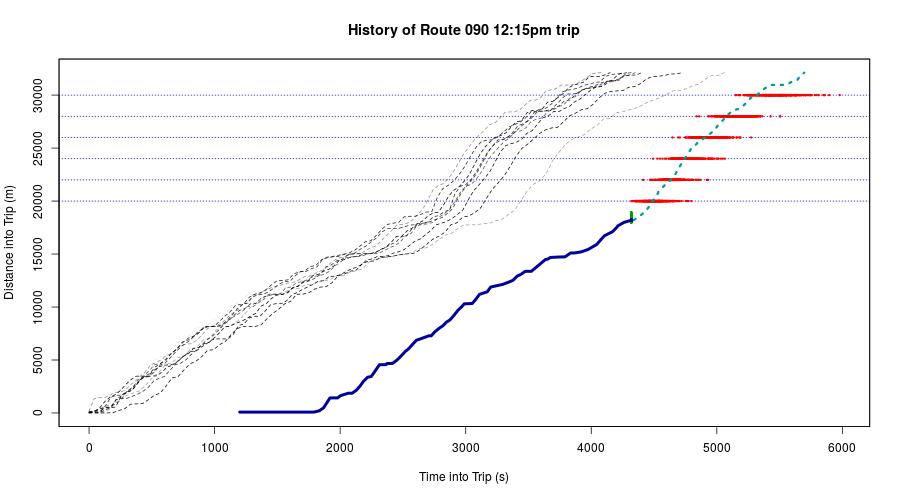 History of Route 090 12:15pm trip
Distance into Trip (m)
30000
25000
20000
15000
10000
5000
0
0 1000 2000 3000 4000 5000 6000
Time into Trip (s)